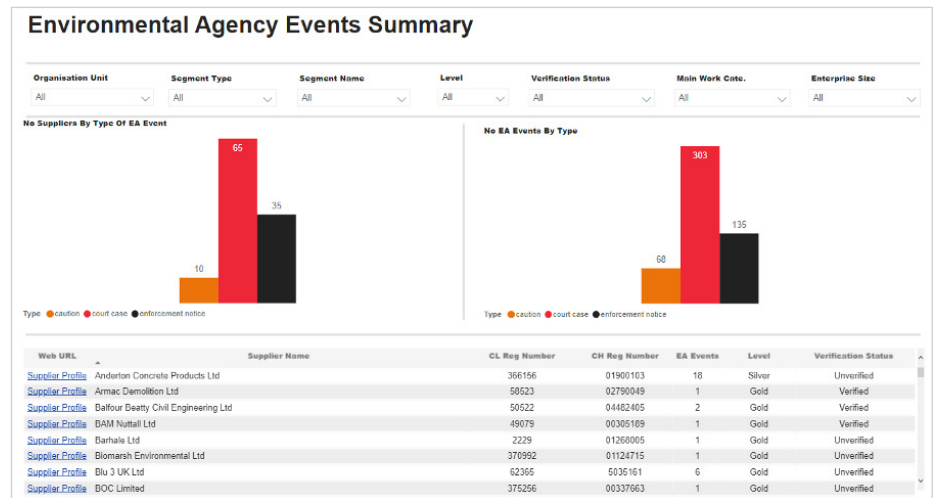 Environmental Agency Events Summary
Organisation Unit Segment Type Segment Name Level Verification Status Main Work Cate. Enterprise Size
All All All All All All All
No Suppliers By Type Of EA Event
65
35
10
Type caution court case enforcement notice
No EA Events By Type
303
135
68
Type caution court case enforcement notice
Web URL Supplier Name CL Reg Number CH Reg Number EA Events Level Verification Status
Supplier Profile Anderton Concrete Products Ltd 366156 01900103 18 Silver Unverified
Supplier Profile Armac Demolition Ltd 58523 02790049 1 Gold Verified
Supplier Profile Balfour Beatty Civil Engineering Ltd 50522 04482405 2 Gold Verified
Supplier Profile BAM Nuttall Ltd 49079 00305189 1 Gold Verified
Supplier Profile Barhale Ltd 2229 01268005 1 Gold Unverified
Supplier Profile Biomarsh Environmental Ltd 370992 01124715 1 Gold Unverified
Supplier Profile Blu 3 UK Ltd 62365 5035161 6 Gold Unverified
Supplier Profile BOC Limited 375256 00337663 1 Gold Unverified